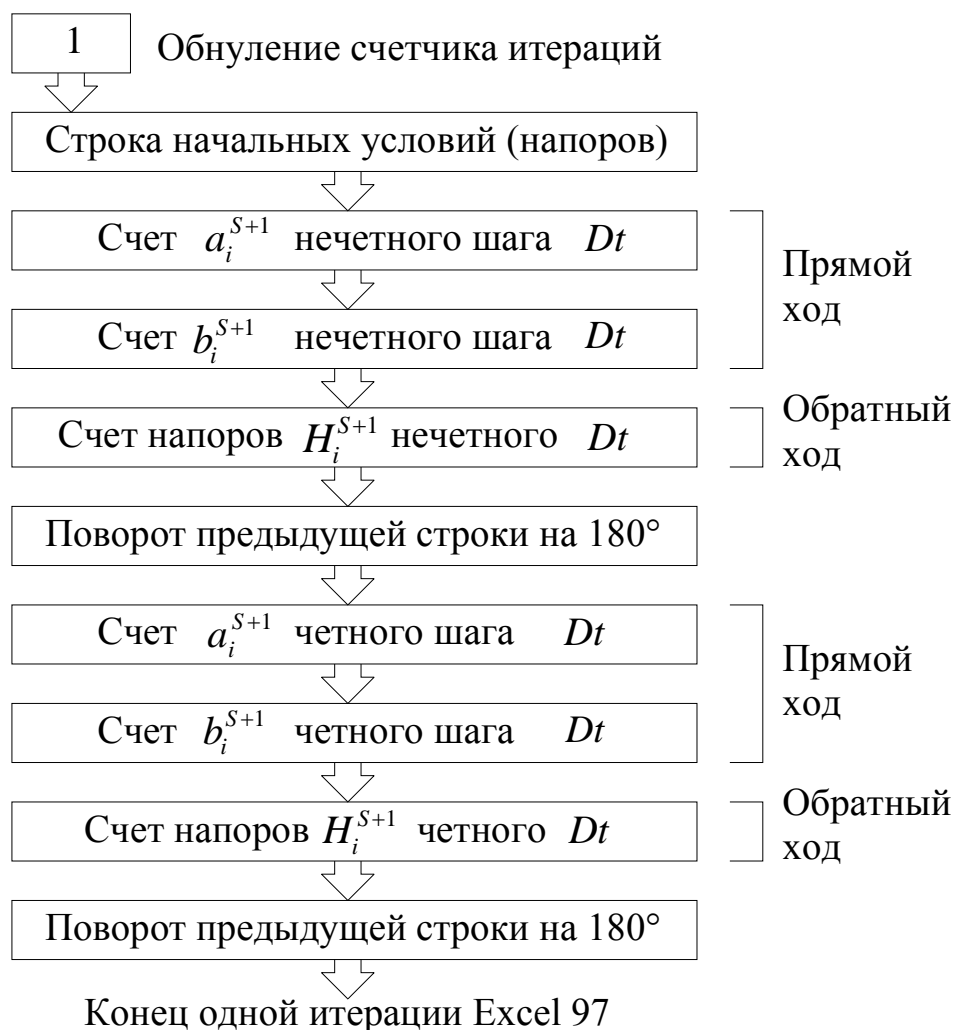 1 Обнуление счетчика итераций
Строка начальных условий (напоров)
Счет $a_i^{S+1}$ нечетного шага $Dt$
Прямой
ход
Счет $b_i^{S+1}$ нечетного шага $Dt$
Счет напоров $H_i^{S+1}$ нечетного $Dt$
Обратный
ход
Поворот предыдущей строки на 180°
Счет $a_i^{S+1}$ четного шага $Dt$
Прямой
ход
Счет $b_i^{S+1}$ четного шага $Dt$
Счет напоров $H_i^{S+1}$ четного $Dt$
Обратный
ход
Поворот предыдущей строки на 180°
Конец одной итерации Excel 97